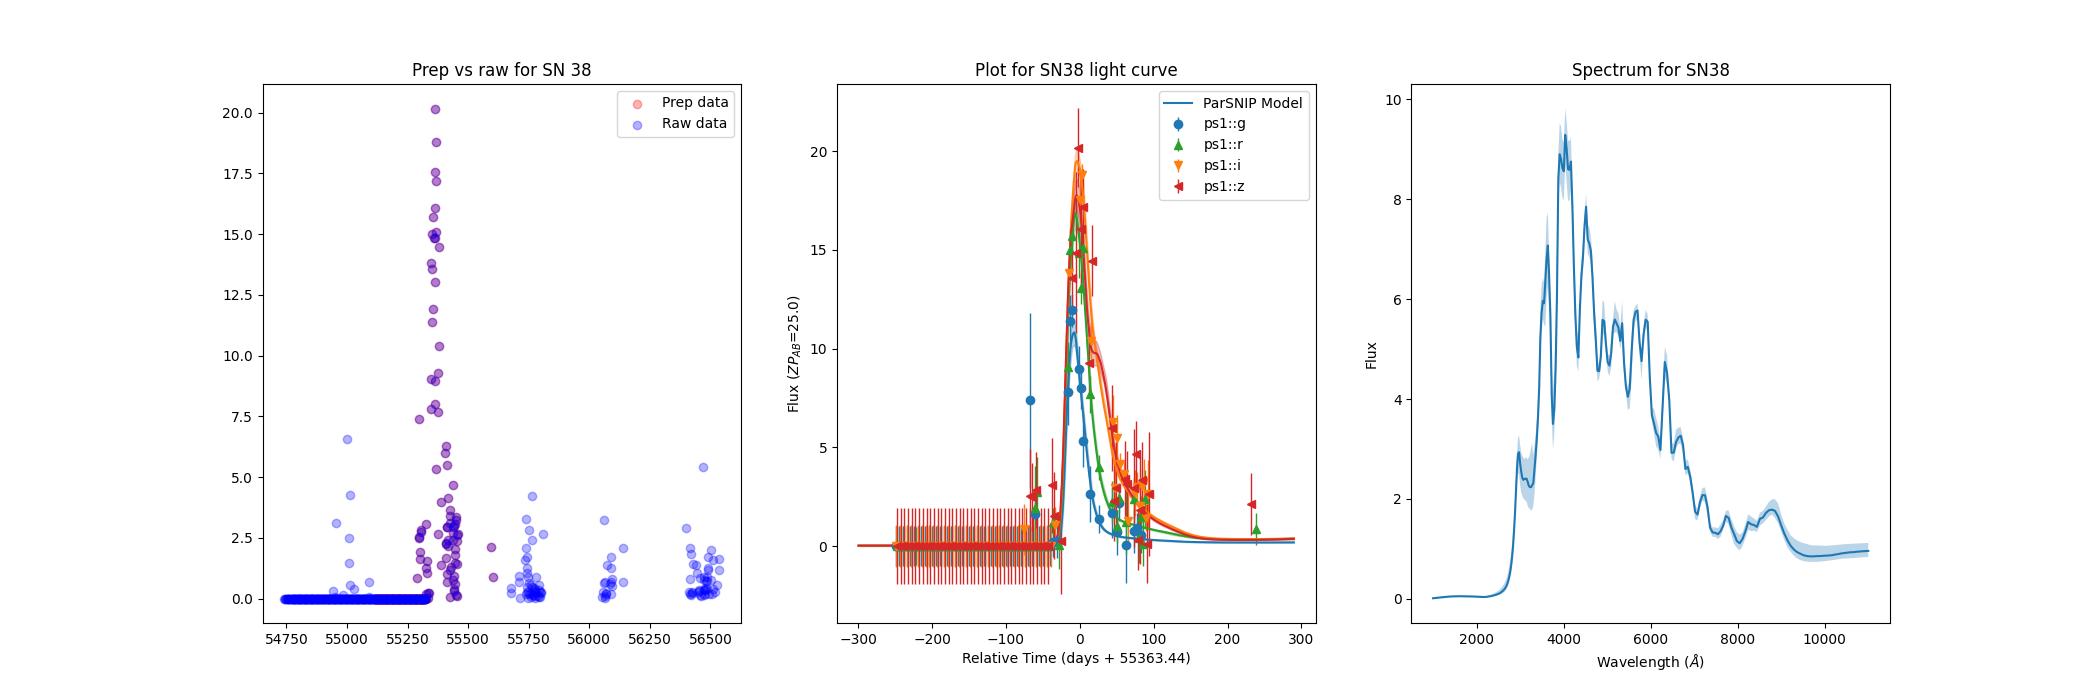 Prep vs raw for SN 38
Prep data
Raw data
20.0
17.5
15.0
12.5
10.0
7.5
5.0
2.5
0.0
54750 55000 55250 55500 55750 56000 56250 56500
Plot for SN38 light curve
ParSNIP Model
ps1::g
ps1::r
ps1::i
ps1::z
Flux (ZP_AB=25.0)
20
15
10
5
0
−300 −200 −100 0 100 200 300
Relative Time (days + 55363.44)
Spectrum for SN38
Flux
10
8
6
4
2
0
2000 4000 6000 8000 10000
Wavelength (Å)